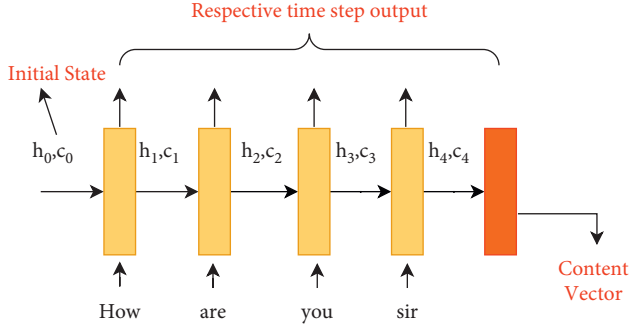 Respective time step output
Initial State
h₀,c₀
h₁,c₁
h₂,c₂
h₃,c₃
h₄,c₄
How
are
you
sir
Content
Vector